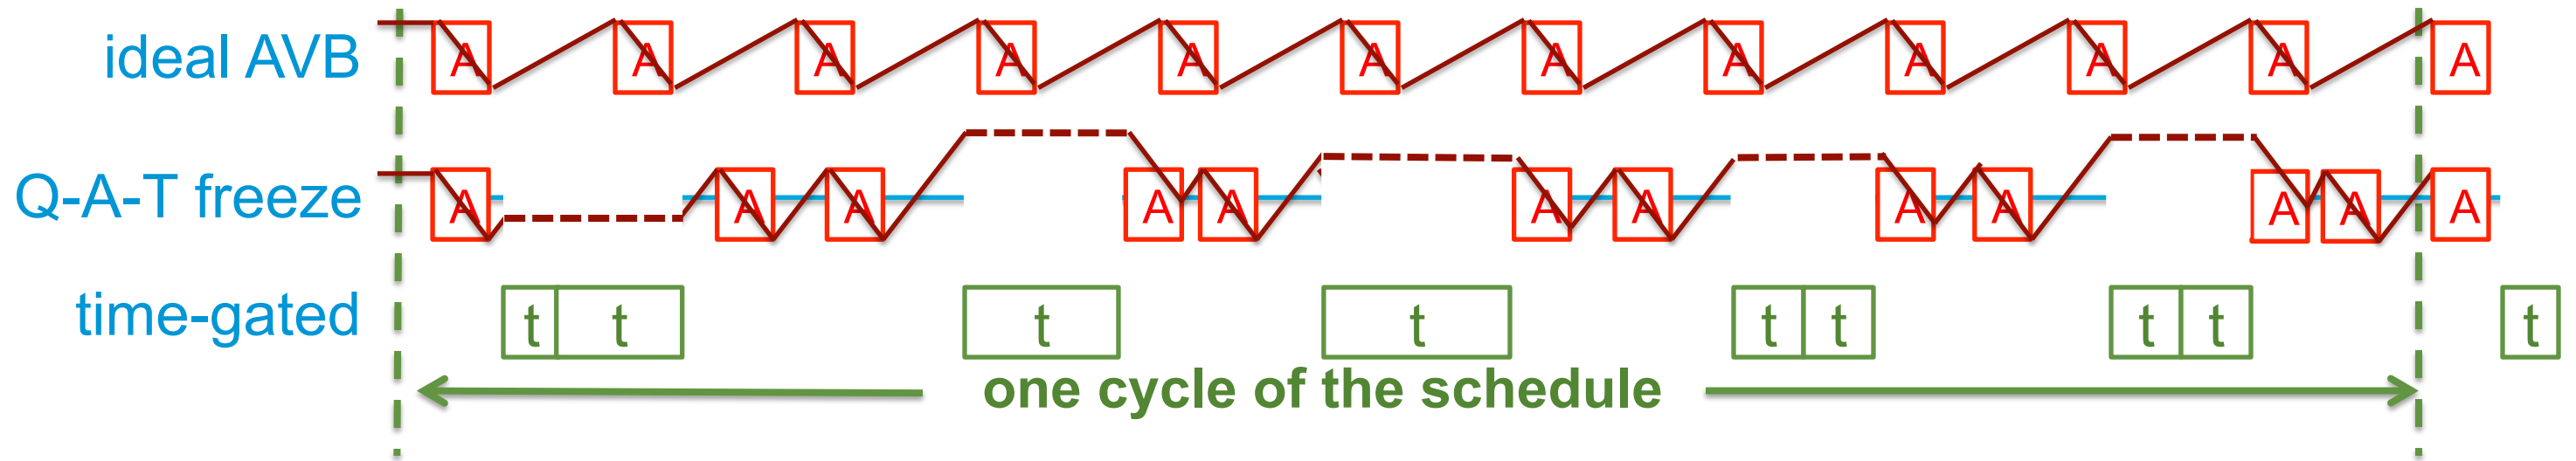 ideal AVB A A A A A A A A A A A A
Q-A-T freeze A A A A A A A A A A A A
time-gated t t t t t t t t t
one cycle of the schedule